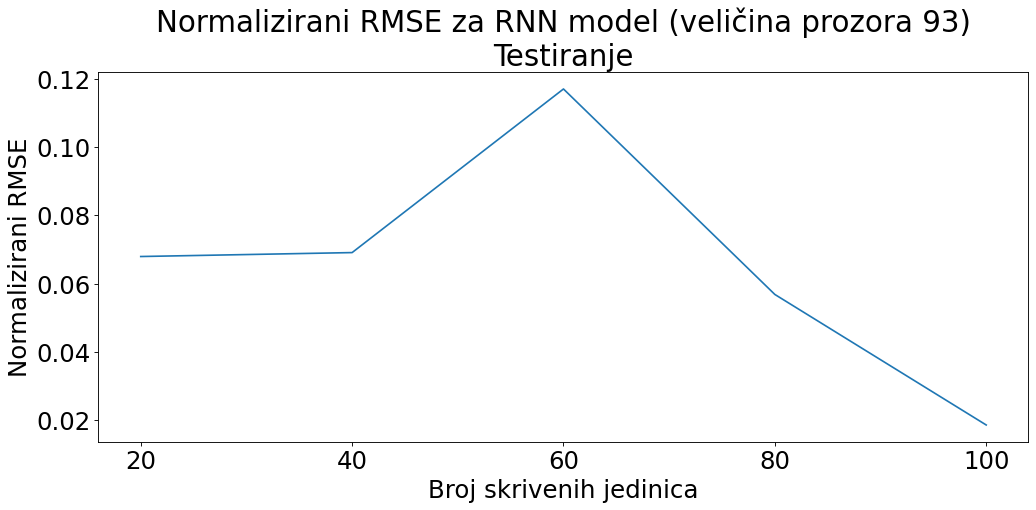 Normalizirani RMSE za RNN model (veličina prozora 93)
Testiranje
0.12
0.10
0.08
0.06
0.04
0.02
Normalizirani RMSE
20 40 60 80 100
Broj skrivenih jedinica